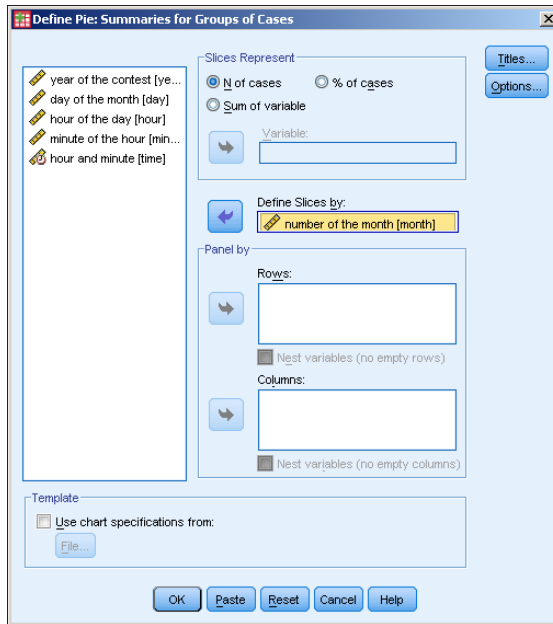 Define Pie: Summaries for Groups of Cases
year of the contest [ye...
day of the month [day]
hour of the day [hour]
minute of the hour [min...
hour and minute [time]
Slices Represent
N of cases
% of cases
Sum of variable
Variable:
Titles...
Options...
Define Slices by:
number of the month [month]
Panel by
Rows:
Nest variables (no empty rows)
Columns:
Nest variables (no empty columns)
Template
Use chart specifications from:
File...
OK
Paste
Reset
Cancel
Help